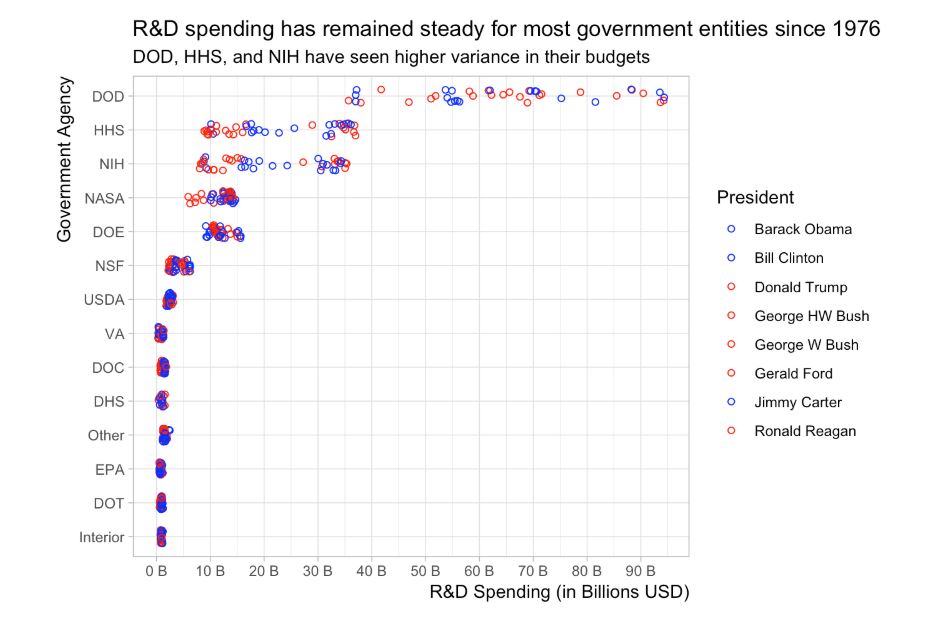 R&D spending has remained steady for most government entities since 1976
DOD, HHS, and NIH have seen higher variance in their budgets
Government Agency
DOD
HHS
NIH
NASA
DOE
NSF
USDA
VA
DOC
DHS
Other
EPA
DOT
Interior
0 B 10 B 20 B 30 B 40 B 50 B 60 B 70 B 80 B 90 B
R&D Spending (in Billions USD)
President
Barack Obama
Bill Clinton
Donald Trump
George HW Bush
George W Bush
Gerald Ford
Jimmy Carter
Ronald Reagan